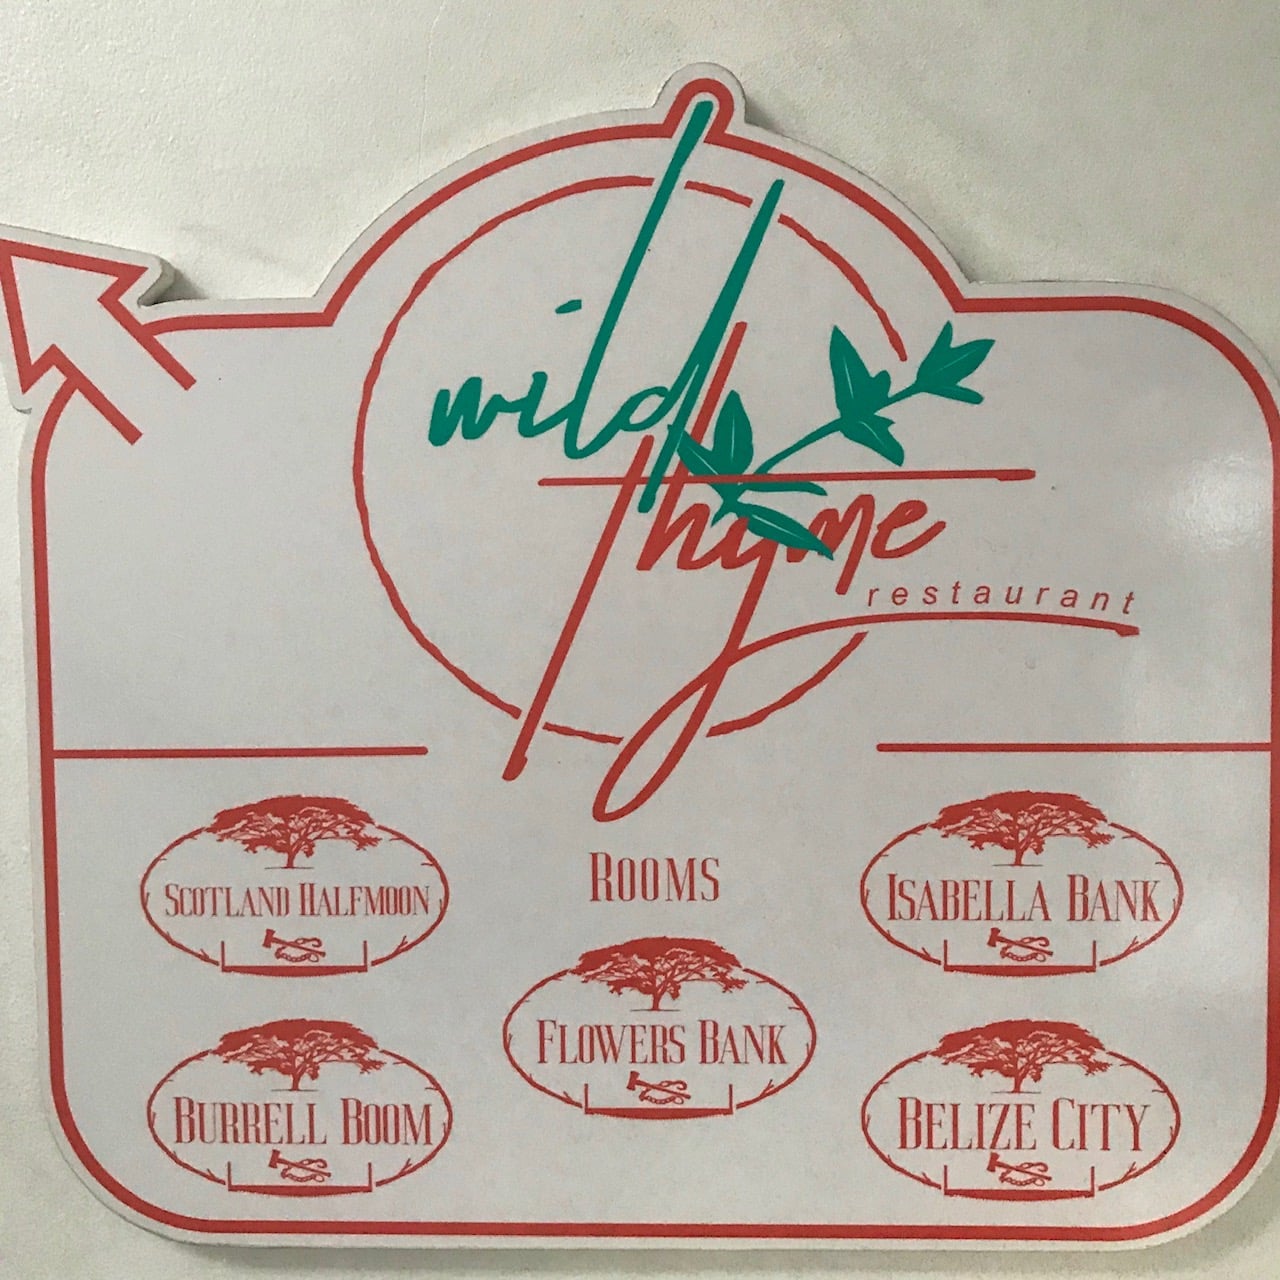 wild
Thyme
restaurant
ROOMS
SCOTLAND HALFMOON
ISABELLA BANK
FLOWERS BANK
BURRELL BOOM
BELIZE CITY